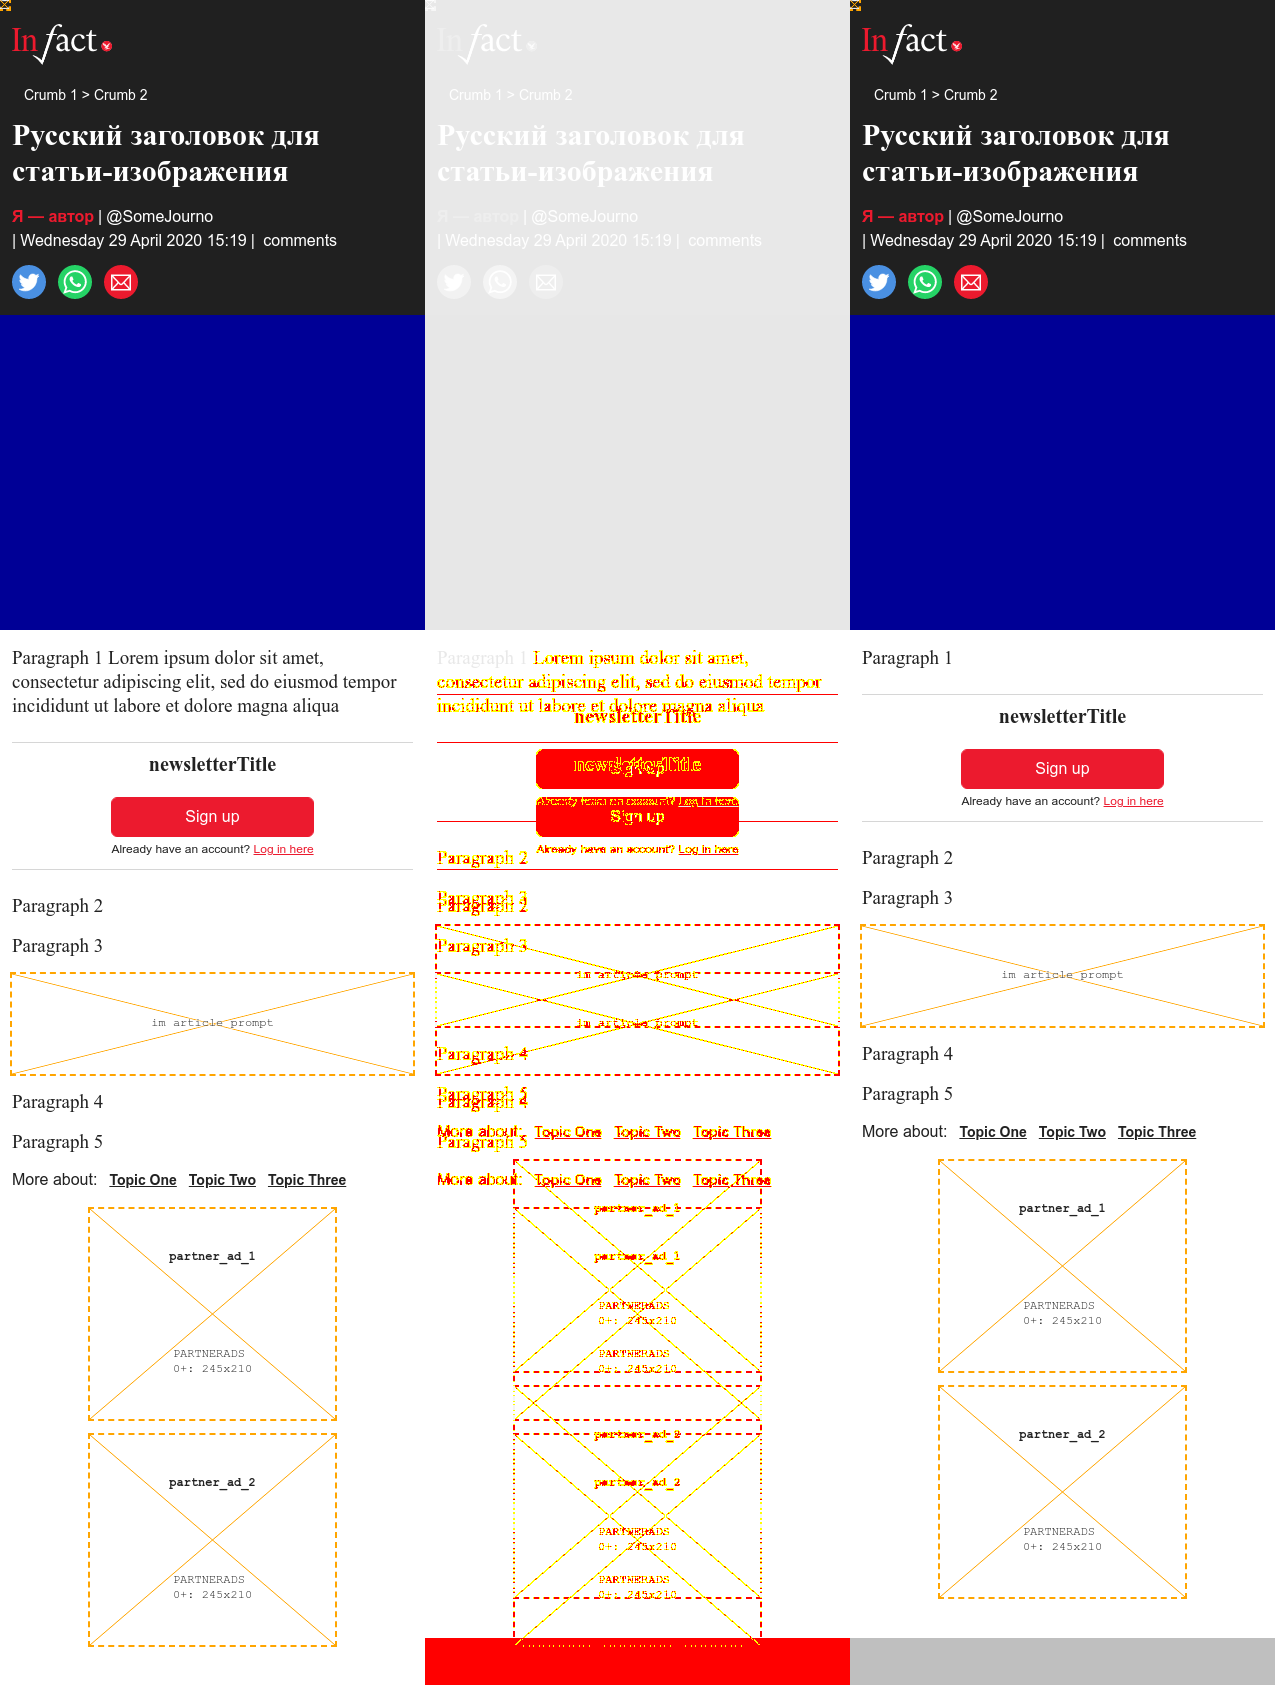 In fact
Crumb 1 > Crumb 2
Русский заголовок для
статьи-изображения
Я — автор | @SomeJourno
| Wednesday 29 April 2020 15:19 | comments
Paragraph 1 Lorem ipsum dolor sit amet,
consectetur adipiscing elit, sed do eiusmod tempor
incididunt ut labore et dolore magna aliqua
newsletterTitle
Sign up
Already have an account? Log in here
Paragraph 2
Paragraph 3
im article prompt
Paragraph 4
Paragraph 5
More about: Topic One Topic Two Topic Three
partner_ad_1
PARTNERADS
0+: 245x210
partner_ad_2
PARTNERADS
0+: 245x210
In fact
Crumb 1 > Crumb 2
Русский заголовок для
статьи-изображения
Я — автор | @SomeJourno
| Wednesday 29 April 2020 15:19 | comments
Paragraph 1 Lorem ipsum dolor sit amet,
consectetur adipiscing elit, sed do eiusmod tempor
incididunt ut labore et dolore magna aliqua
newsletterTitle
newsletterTitle
Already have an account? Log in here
Sign up
Already have an account? Log in here
Paragraph 2
Paragraph 3
Paragraph 2
Paragraph 3
im article prompt
im article prompt
Paragraph 4
Paragraph 5
Paragraph 4
More about: Topic One Topic Two Topic Three
Paragraph 5
More about: Topic One Topic Two Topic Three
partner_ad_1
partner_ad_1
PARTNERADS
0+: 245x210
PARTNERADS
0+: 245x210
partner_ad_2
partner_ad_2
PARTNERADS
0+: 245x210
PARTNERADS
0+: 245x210
In fact
Crumb 1 > Crumb 2
Русский заголовок для
статьи-изображения
Я — автор | @SomeJourno
| Wednesday 29 April 2020 15:19 | comments
Paragraph 1
newsletterTitle
Sign up
Already have an account? Log in here
Paragraph 2
Paragraph 3
im article prompt
Paragraph 4
Paragraph 5
More about: Topic One Topic Two Topic Three
partner_ad_1
PARTNERADS
0+: 245x210
partner_ad_2
PARTNERADS
0+: 245x210